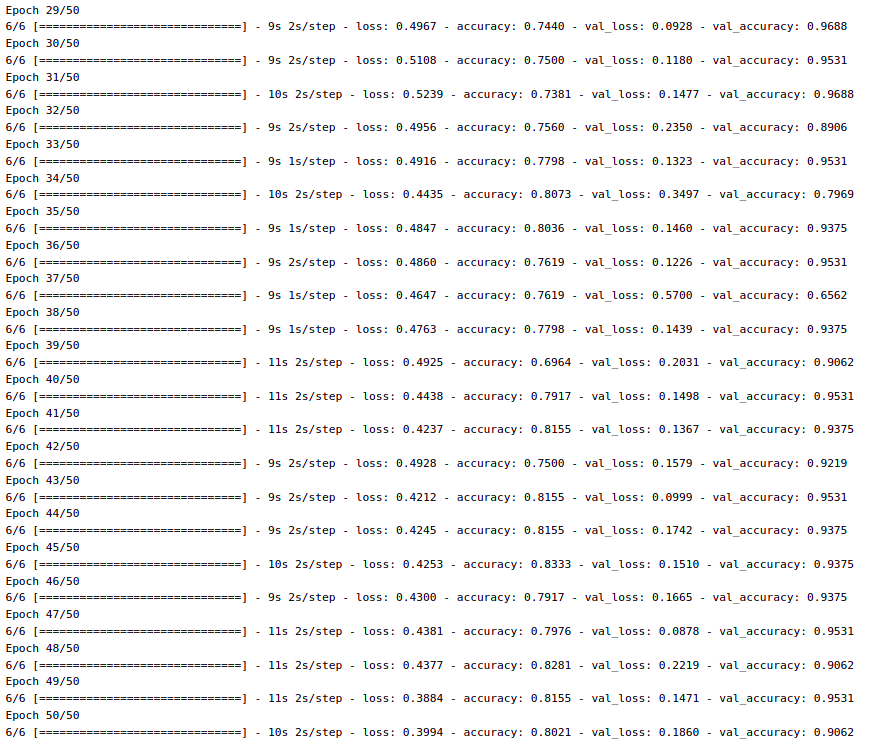 Epoch 29/50
6/6 [==============================] - 9s 2s/step - loss: 0.4967 - accuracy: 0.7440 - val_loss: 0.0928 - val_accuracy: 0.9688
Epoch 30/50
6/6 [==============================] - 9s 2s/step - loss: 0.5108 - accuracy: 0.7500 - val_loss: 0.1180 - val_accuracy: 0.9531
Epoch 31/50
6/6 [==============================] - 10s 2s/step - loss: 0.5239 - accuracy: 0.7381 - val_loss: 0.1477 - val_accuracy: 0.9688
Epoch 32/50
6/6 [==============================] - 9s 2s/step - loss: 0.4956 - accuracy: 0.7560 - val_loss: 0.2350 - val_accuracy: 0.8906
Epoch 33/50
6/6 [==============================] - 9s 1s/step - loss: 0.4916 - accuracy: 0.7798 - val_loss: 0.1323 - val_accuracy: 0.9531
Epoch 34/50
6/6 [==============================] - 10s 2s/step - loss: 0.4435 - accuracy: 0.8073 - val_loss: 0.3497 - val_accuracy: 0.7969
Epoch 35/50
6/6 [==============================] - 9s 1s/step - loss: 0.4847 - accuracy: 0.8036 - val_loss: 0.1460 - val_accuracy: 0.9375
Epoch 36/50
6/6 [==============================] - 9s 2s/step - loss: 0.4860 - accuracy: 0.7619 - val_loss: 0.1226 - val_accuracy: 0.9531
Epoch 37/50
6/6 [==============================] - 9s 1s/step - loss: 0.4647 - accuracy: 0.7619 - val_loss: 0.5700 - val_accuracy: 0.6562
Epoch 38/50
6/6 [==============================] - 9s 1s/step - loss: 0.4763 - accuracy: 0.7798 - val_loss: 0.1439 - val_accuracy: 0.9375
Epoch 39/50
6/6 [==============================] - 11s 2s/step - loss: 0.4925 - accuracy: 0.6964 - val_loss: 0.2031 - val_accuracy: 0.9062
Epoch 40/50
6/6 [==============================] - 11s 2s/step - loss: 0.4438 - accuracy: 0.7917 - val_loss: 0.1498 - val_accuracy: 0.9531
Epoch 41/50
6/6 [==============================] - 11s 2s/step - loss: 0.4237 - accuracy: 0.8155 - val_loss: 0.1367 - val_accuracy: 0.9375
Epoch 42/50
6/6 [==============================] - 9s 2s/step - loss: 0.4928 - accuracy: 0.7500 - val_loss: 0.1579 - val_accuracy: 0.9219
Epoch 43/50
6/6 [==============================] - 9s 2s/step - loss: 0.4212 - accuracy: 0.8155 - val_loss: 0.0999 - val_accuracy: 0.9531
Epoch 44/50
6/6 [==============================] - 9s 2s/step - loss: 0.4245 - accuracy: 0.8155 - val_loss: 0.1742 - val_accuracy: 0.9375
Epoch 45/50
6/6 [==============================] - 10s 2s/step - loss: 0.4253 - accuracy: 0.8333 - val_loss: 0.1510 - val_accuracy: 0.9375
Epoch 46/50
6/6 [==============================] - 9s 2s/step - loss: 0.4300 - accuracy: 0.7917 - val_loss: 0.1665 - val_accuracy: 0.9375
Epoch 47/50
6/6 [==============================] - 11s 2s/step - loss: 0.4381 - accuracy: 0.7976 - val_loss: 0.0878 - val_accuracy: 0.9531
Epoch 48/50
6/6 [==============================] - 11s 2s/step - loss: 0.4377 - accuracy: 0.8281 - val_loss: 0.2219 - val_accuracy: 0.9062
Epoch 49/50
6/6 [==============================] - 11s 2s/step - loss: 0.3884 - accuracy: 0.8155 - val_loss: 0.1471 - val_accuracy: 0.9531
Epoch 50/50
6/6 [==============================] - 10s 2s/step - loss: 0.3994 - accuracy: 0.8021 - val_loss: 0.1860 - val_accuracy: 0.9062